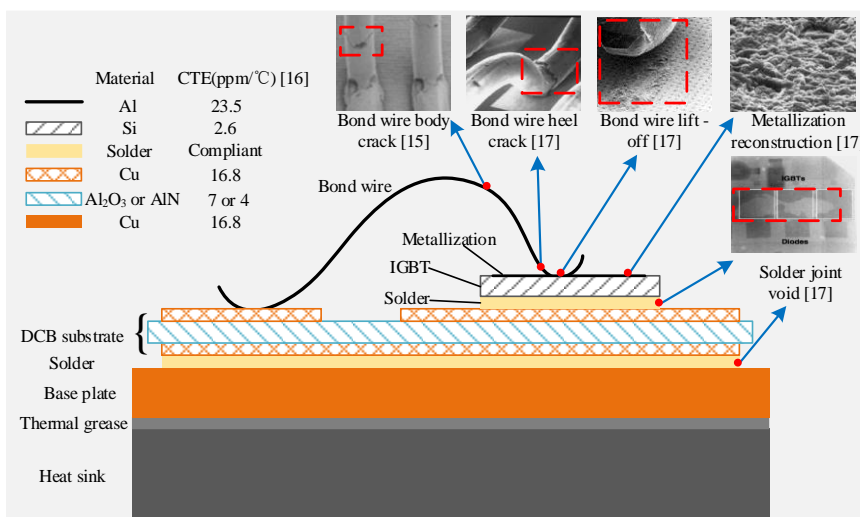 Material CTE(ppm/℃) [16]
Al 23.5
Si 2.6
Solder Compliant
Cu 16.8
Al₂O₃ or AlN 7 or 4
Cu 16.8
Bond wire body
crack [15]
Bond wire heel
crack [17]
Bond wire lift -
off [17]
Metallization
reconstruction [17
IGBTs
Diodes
Solder joint
void [17]
Bond wire
Metallization
IGBT
Solder
DCB substrate
Solder
Base plate
Thermal grease
Heat sink